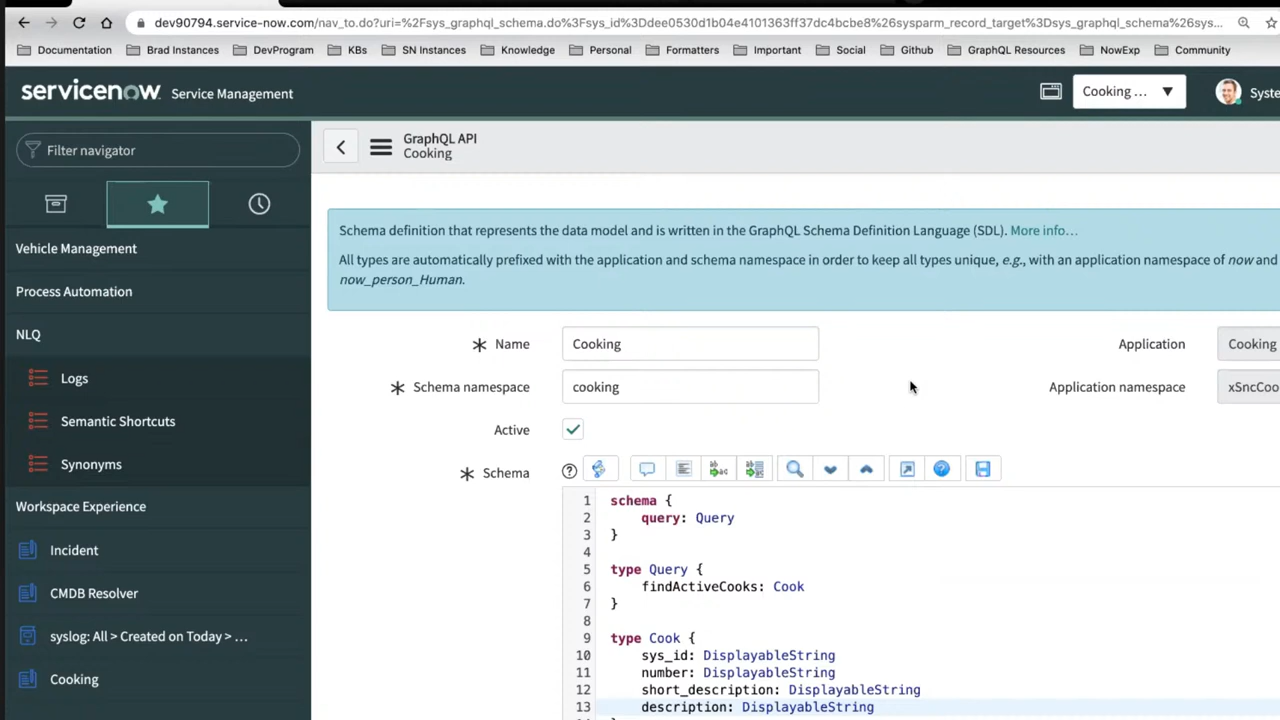 dev90794.service-now.com/nav_to.do?uri=%2Fsys_graphql_schema.do%3Fsys_id%3Ddee0530d1b04e4101363ff37dc4bcbe8%26sysparm_record_target%3Dsys_graphql_schema%26sys...
Documentation Brad Instances DevProgram KBs SN Instances Knowledge Personal Formatters Important Social Github GraphQL Resources NowExp Community
servicenow Service Management Cooking ... Syste
Filter navigator
GraphQL API
Cooking
Vehicle Management
Process Automation
NLQ
Logs
Semantic Shortcuts
Synonyms
Workspace Experience
Incident
CMDB Resolver
syslog: All > Created on Today > ...
Cooking
Schema definition that represents the data model and is written in the GraphQL Schema Definition Language (SDL). More info...
All types are automatically prefixed with the application and schema namespace in order to keep all types unique, e.g., with an application namespace of now and
now_person_Human.
Name Cooking Application Cooking
Schema namespace cooking Application namespace xSncCoo
Active
Schema
1 schema {
2 query: Query
3 }
4
5 type Query {
6 findActiveCooks: Cook
7 }
8
9 type Cook {
10 sys_id: DisplayableString
11 number: DisplayableString
12 short_description: DisplayableString
13 description: DisplayableString